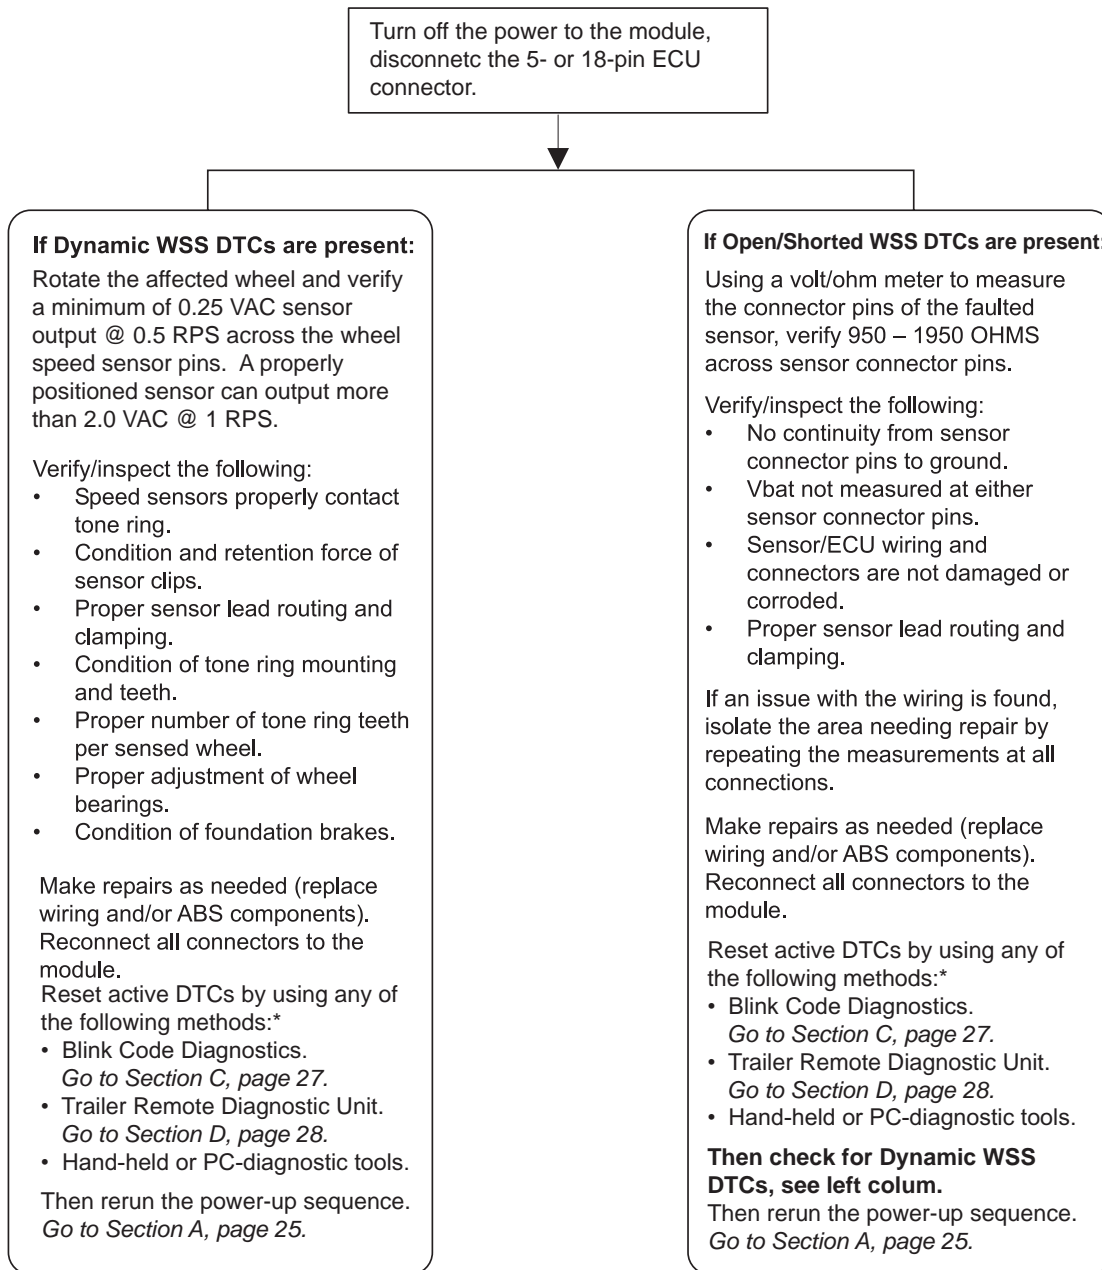 Turn off the power to the module,
disconnetc the 5- or 18-pin ECU
connector.
If Dynamic WSS DTCs are present:
Rotate the affected wheel and verify
a minimum of 0.25 VAC sensor
output @ 0.5 RPS across the wheel
speed sensor pins.  A properly
positioned sensor can output more
than 2.0 VAC @ 1 RPS.
Verify/inspect the following:
• Speed sensors properly contact
tone ring.
• Condition and retention force of
sensor clips.
• Proper sensor lead routing and
clamping.
• Condition of tone ring mounting
and teeth.
• Proper number of tone ring teeth
per sensed wheel.
• Proper adjustment of wheel
bearings.
• Condition of foundation brakes.
Make repairs as needed (replace
wiring and/or ABS components).
Reconnect all connectors to the
module.
Reset active DTCs by using any of
the following methods:*
• Blink Code Diagnostics.
Go to Section C, page 27.
• Trailer Remote Diagnostic Unit.
Go to Section D, page 28.
• Hand-held or PC-diagnostic tools.
Then rerun the power-up sequence.
Go to Section A, page 25.
If Open/Shorted WSS DTCs are present:
Using a volt/ohm meter to measure
the connector pins of the faulted
sensor, verify 950 – 1950 OHMS
across sensor connector pins.
Verify/inspect the following:
• No continuity from sensor
connector pins to ground.
• Vbat not measured at either
sensor connector pins.
• Sensor/ECU wiring and
connectors are not damaged or
corroded.
• Proper sensor lead routing and
clamping.
If an issue with the wiring is found,
isolate the area needing repair by
repeating the measurements at all
connections.
Make repairs as needed (replace
wiring and/or ABS components).
Reconnect all connectors to the
module.
Reset active DTCs by using any of
the following methods:*
• Blink Code Diagnostics.
Go to Section C, page 27.
• Trailer Remote Diagnostic Unit.
Go to Section D, page 28.
• Hand-held or PC-diagnostic tools.
Then check for Dynamic WSS
DTCs, see left colum.
Then rerun the power-up sequence.
Go to Section A, page 25.